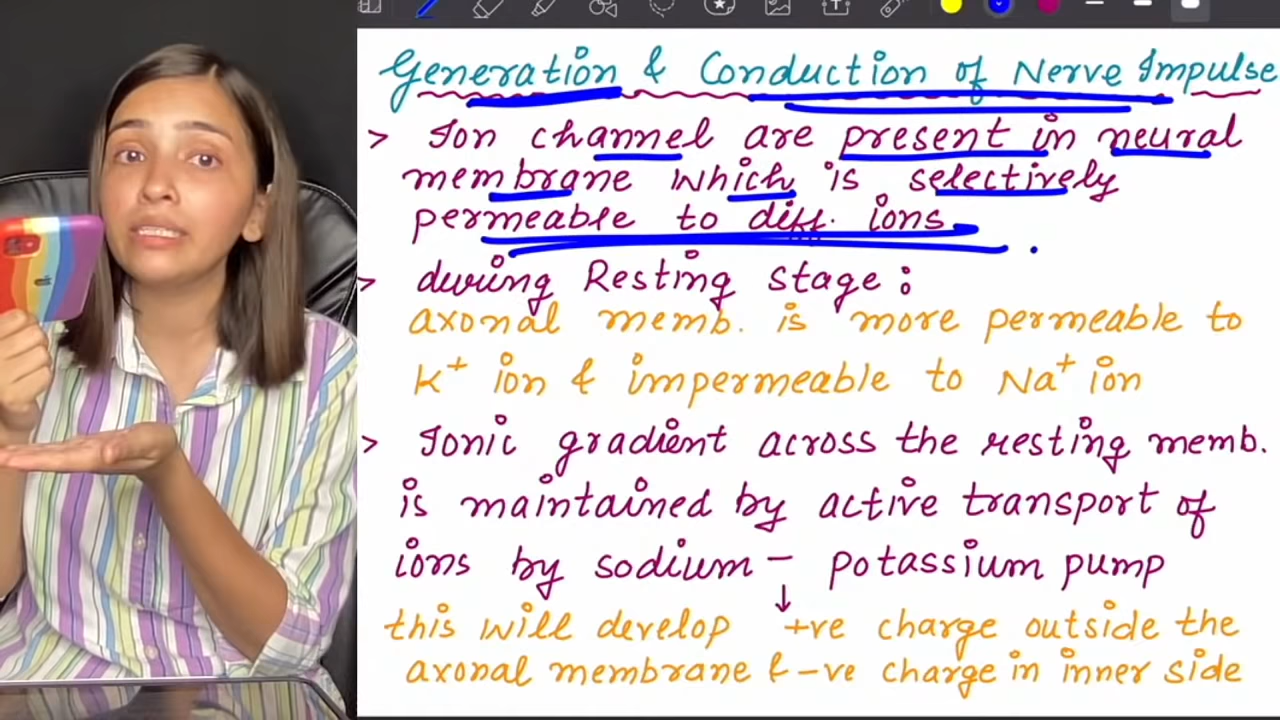 Generation & Conduction of Nerve Impulse
> Ion channel are present in neural
membrane which is selectively
permeable to diff. ions.
> during Resting stage :
axonal memb. is more permeable to
K+ ion & impermeable to Na+ ion
> Ionic gradient across the resting memb.
is maintained by active transport of
ions by sodium – potassium pump
↓
this will develop +ve charge outside the
axonal membrane & -ve charge in inner side